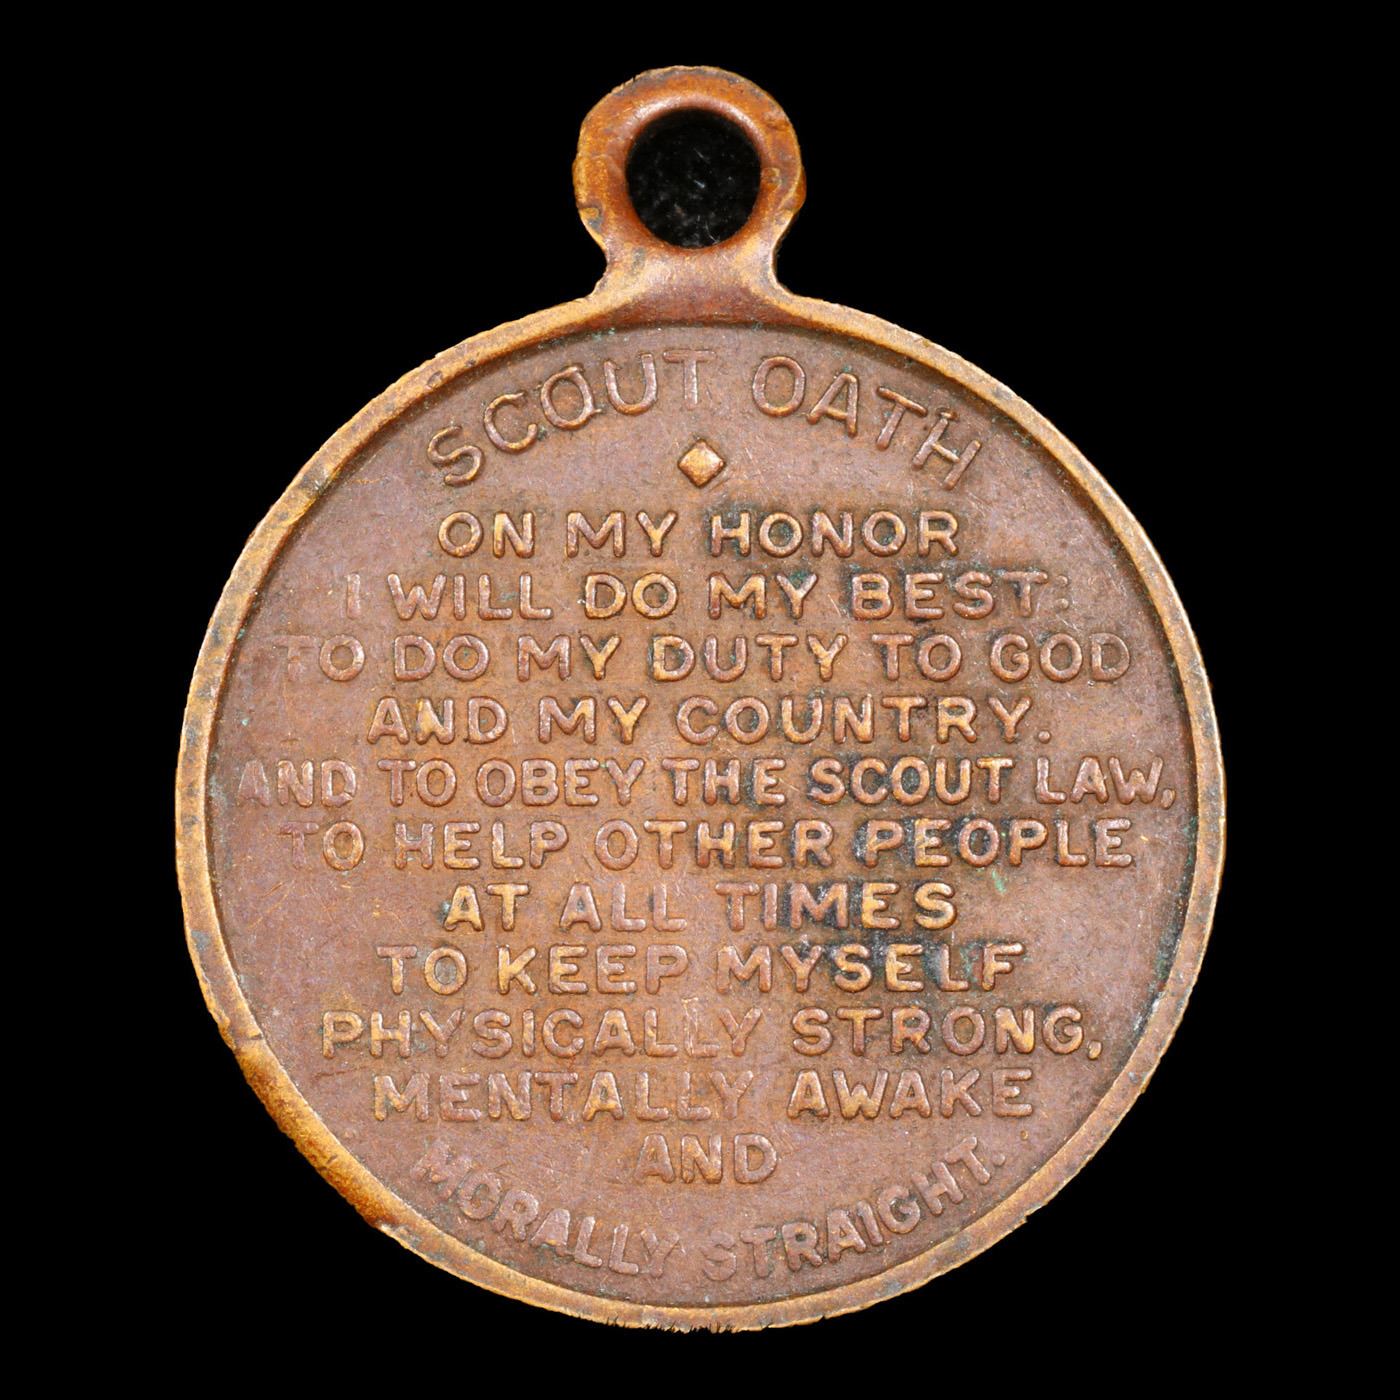 SCOUT OATH
ON MY HONOR
I WILL DO MY BEST:
TO DO MY DUTY TO GOD
AND MY COUNTRY.
AND TO OBEY THE SCOUT LAW,
TO HELP OTHER PEOPLE
AT ALL TIMES
TO KEEP MYSELF
PHYSICALLY STRONG,
MENTALLY AWAKE
AND
MORALLY STRAIGHT.